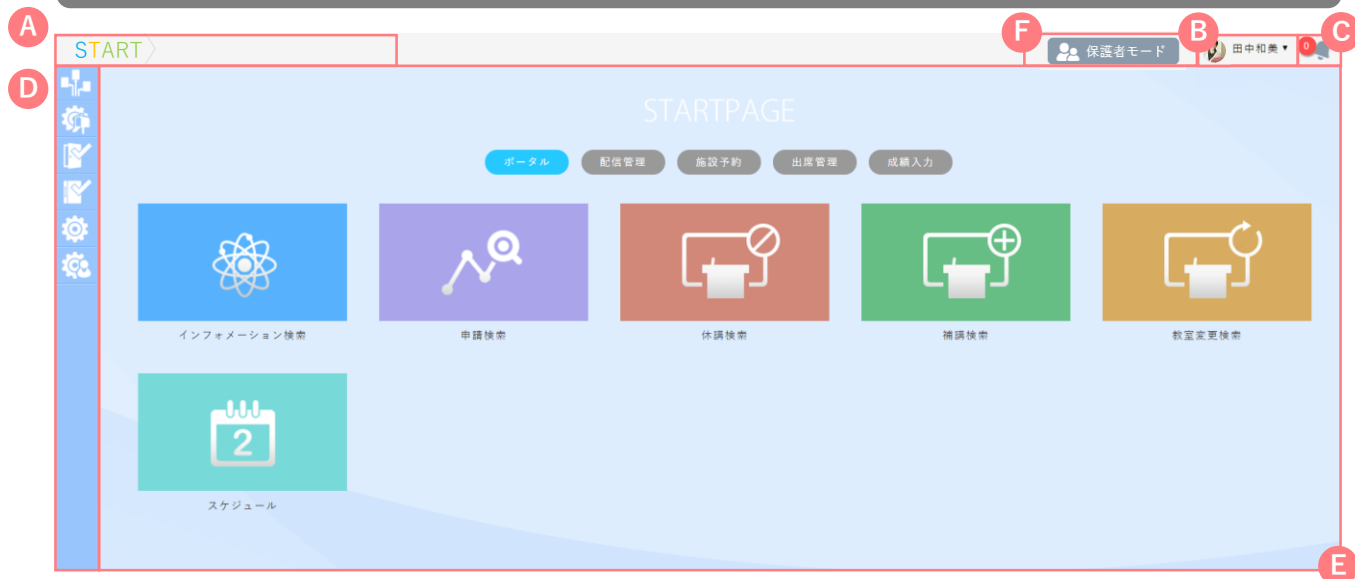 A
F
B
C
START
保護者モード
田中和美▼
0
D
STARTPAGE
ポータル
配信管理
施設予約
出席管理
成績入力
インフォメーション検索
申請検索
休講検索
補講検索
教室変更検索
2
スケジュール
E